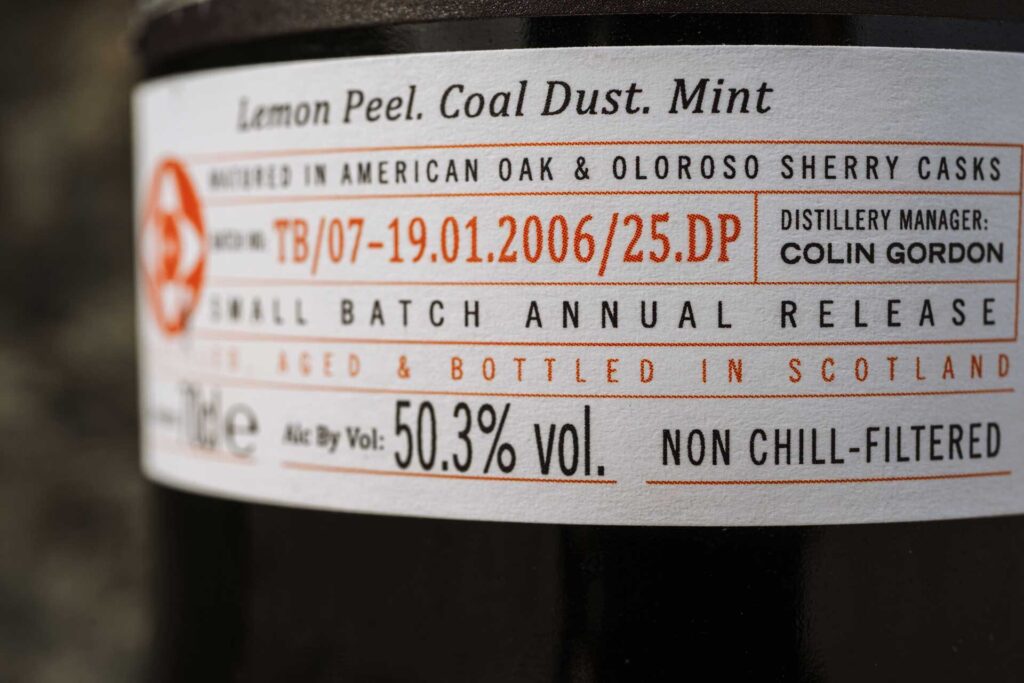 Lemon Peel. Coal Dust. Mint
MATURED IN AMERICAN OAK & OLOROSO SHERRY CASKS
BATCH NO: TB/07–19.01.2006/25.DP
DISTILLERY MANAGER:
COLIN GORDON
SMALL BATCH ANNUAL RELEASE
AGED & BOTTLED IN SCOTLAND
70cl e Alc By Vol: 50.3% vol. NON CHILL-FILTERED